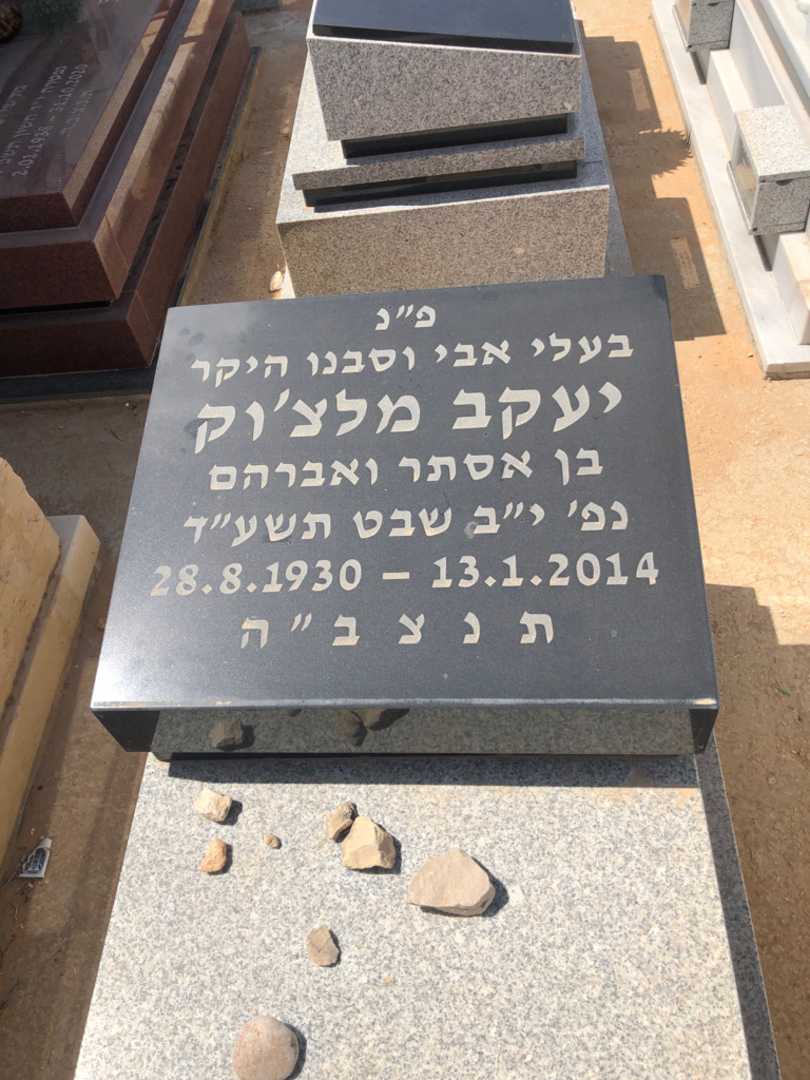 פ״נ
בעלי אבי וסבנו היקר
יעקב מלצ׳וק
בן אסתר ואברהם
נפ׳ י״ב שבט תשע״ד
28.8.1930 – 13.1.2014
ת נ צ ב ״ ה